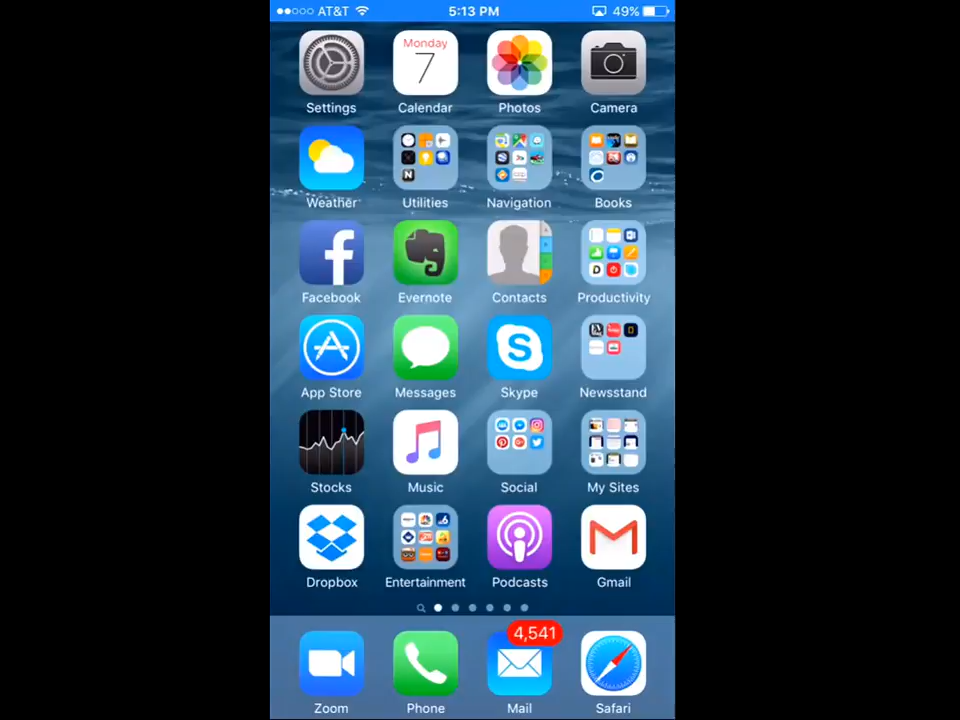 AT&T 5:13 PM 49%
Monday
7
Settings Calendar Photos Camera
Weather Utilities Navigation Books
Facebook Evernote Contacts Productivity
App Store Messages Skype Newsstand
Stocks Music Social My Sites
Dropbox Entertainment Podcasts Gmail
4,541
Zoom Phone Mail Safari